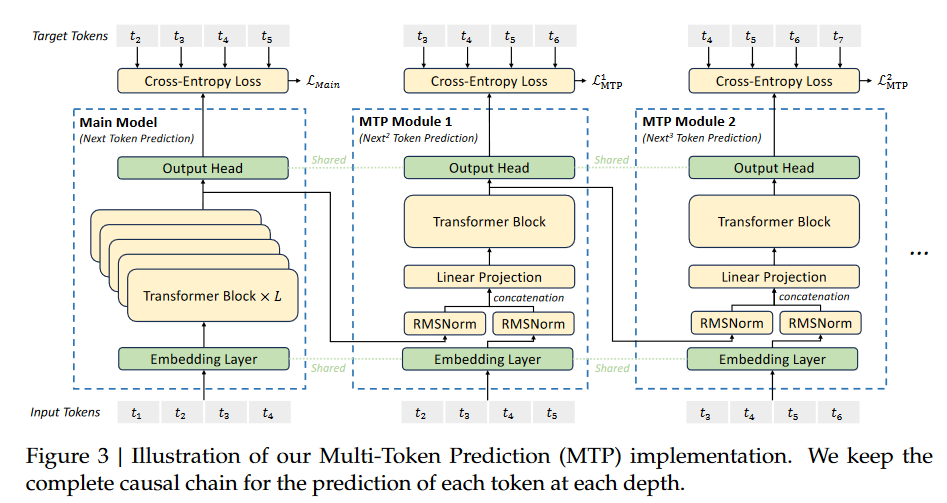 Target Tokens t₂ t₃ t₄ t₅ t₃ t₄ t₅ t₆ t₄ t₅ t₆ t₇
Cross-Entropy Loss ℒ_Main Cross-Entropy Loss ℒ¹_MTP Cross-Entropy Loss ℒ²_MTP
Main Model MTP Module 1 MTP Module 2
(Next Token Prediction) (Next² Token Prediction) (Next³ Token Prediction)
Output Head Shared Output Head Shared Output Head
Transformer Block Transformer Block
...
Linear Projection Linear Projection
concatenation concatenation
Transformer Block × L RMSNorm RMSNorm RMSNorm RMSNorm
Embedding Layer Shared Embedding Layer Shared Embedding Layer
Input Tokens t₁ t₂ t₃ t₄ t₂ t₃ t₄ t₅ t₃ t₄ t₅ t₆
Figure 3 | Illustration of our Multi-Token Prediction (MTP) implementation. We keep the
complete causal chain for the prediction of each token at each depth.